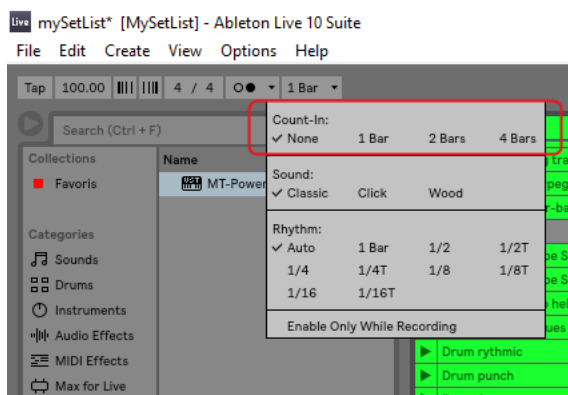 Live mySetList* [MySetList] - Ableton Live 10 Suite
File Edit Create View Options Help
Tap 100.00 4 / 4 1 Bar
Search (Ctrl + F)
Count-In:
None 1 Bar 2 Bars 4 Bars
Collections
Name
Favoris
MT-Power
Sound:
Classic Click Wood
Categories
Sounds
Drums
Instruments
Audio Effects
MIDI Effects
Max for Live
Rhythm:
Auto 1 Bar 1/2 1/2T
1/4 1/4T 1/8 1/8T
1/16 1/16T
Enable Only While Recording
Drum rythmic
Drum punch